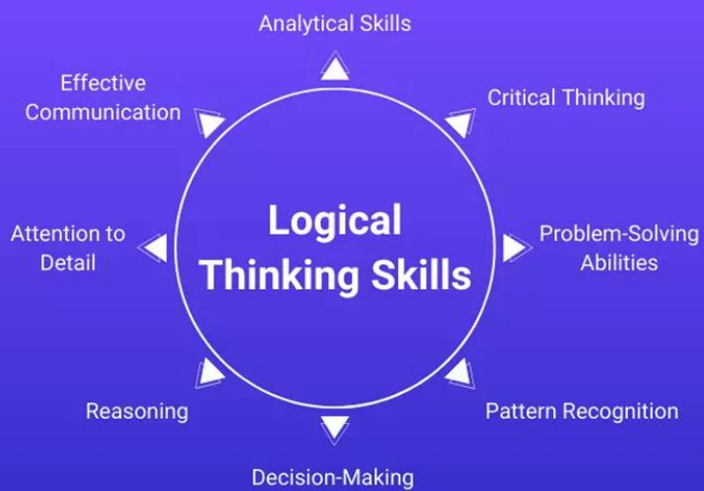 Analytical Skills
Effective
Communication
Critical Thinking
Logical
Thinking Skills
Attention to
Detail
Problem-Solving
Abilities
Reasoning
Pattern Recognition
Decision-Making